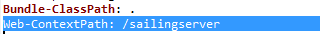 Bundle-ClassPath: .
Web-ContextPath: /sailingserver